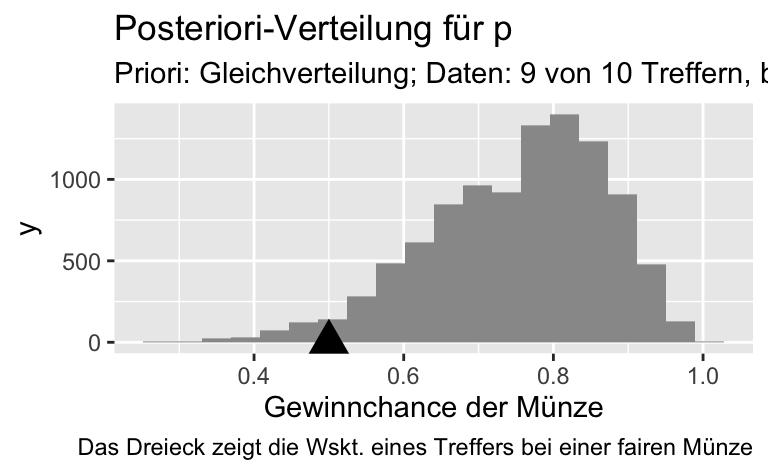 Posteriori-Verteilung für p
Priori: Gleichverteilung; Daten: 9 von 10 Treffern, b
y
1000
500
0
0.4 0.6 0.8 1.0
Gewinnchance der Münze
Das Dreieck zeigt die Wskt. eines Treffers bei einer fairen Münze